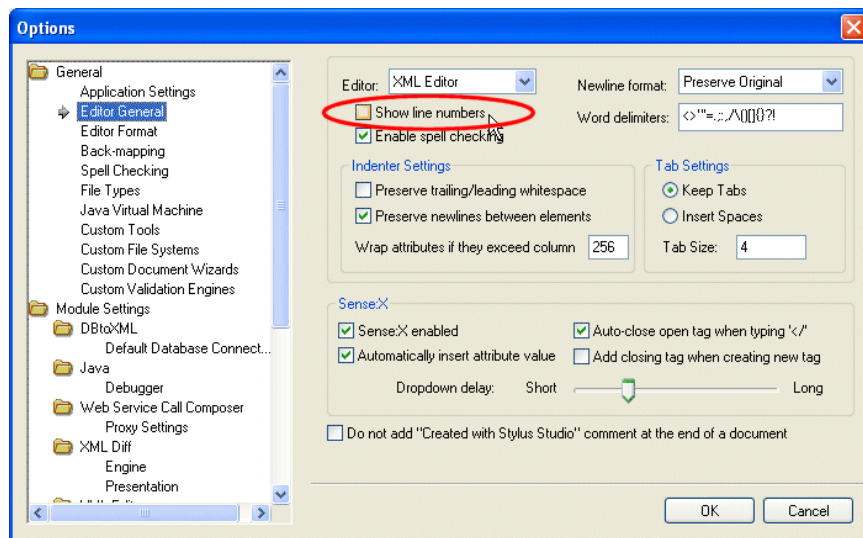 Options
General
Application Settings
Editor General
Editor Format
Back-mapping
Spell Checking
File Types
Java Virtual Machine
Custom Tools
Custom File Systems
Custom Document Wizards
Custom Validation Engines
Module Settings
DBtoXML
Default Database Connect...
Java
Debugger
Web Service Call Composer
Proxy Settings
XML Diff
Engine
Presentation
Editor: XML Editor
Newline format: Preserve Original
Show line numbers
Word delimiters: <>'"=.;:,/\()[]{}?!
Enable spell checking
Indenter Settings
Preserve trailing/leading whitespace
Preserve newlines between elements
Wrap attributes if they exceed column 256
Tab Settings
Keep Tabs
Insert Spaces
Tab Size: 4
Sense:X
Sense:X enabled
Auto-close open tag when typing '</'
Automatically insert attribute value
Add closing tag when creating new tag
Dropdown delay: Short Long
Do not add "Created with Stylus Studio" comment at the end of a document
OK
Cancel